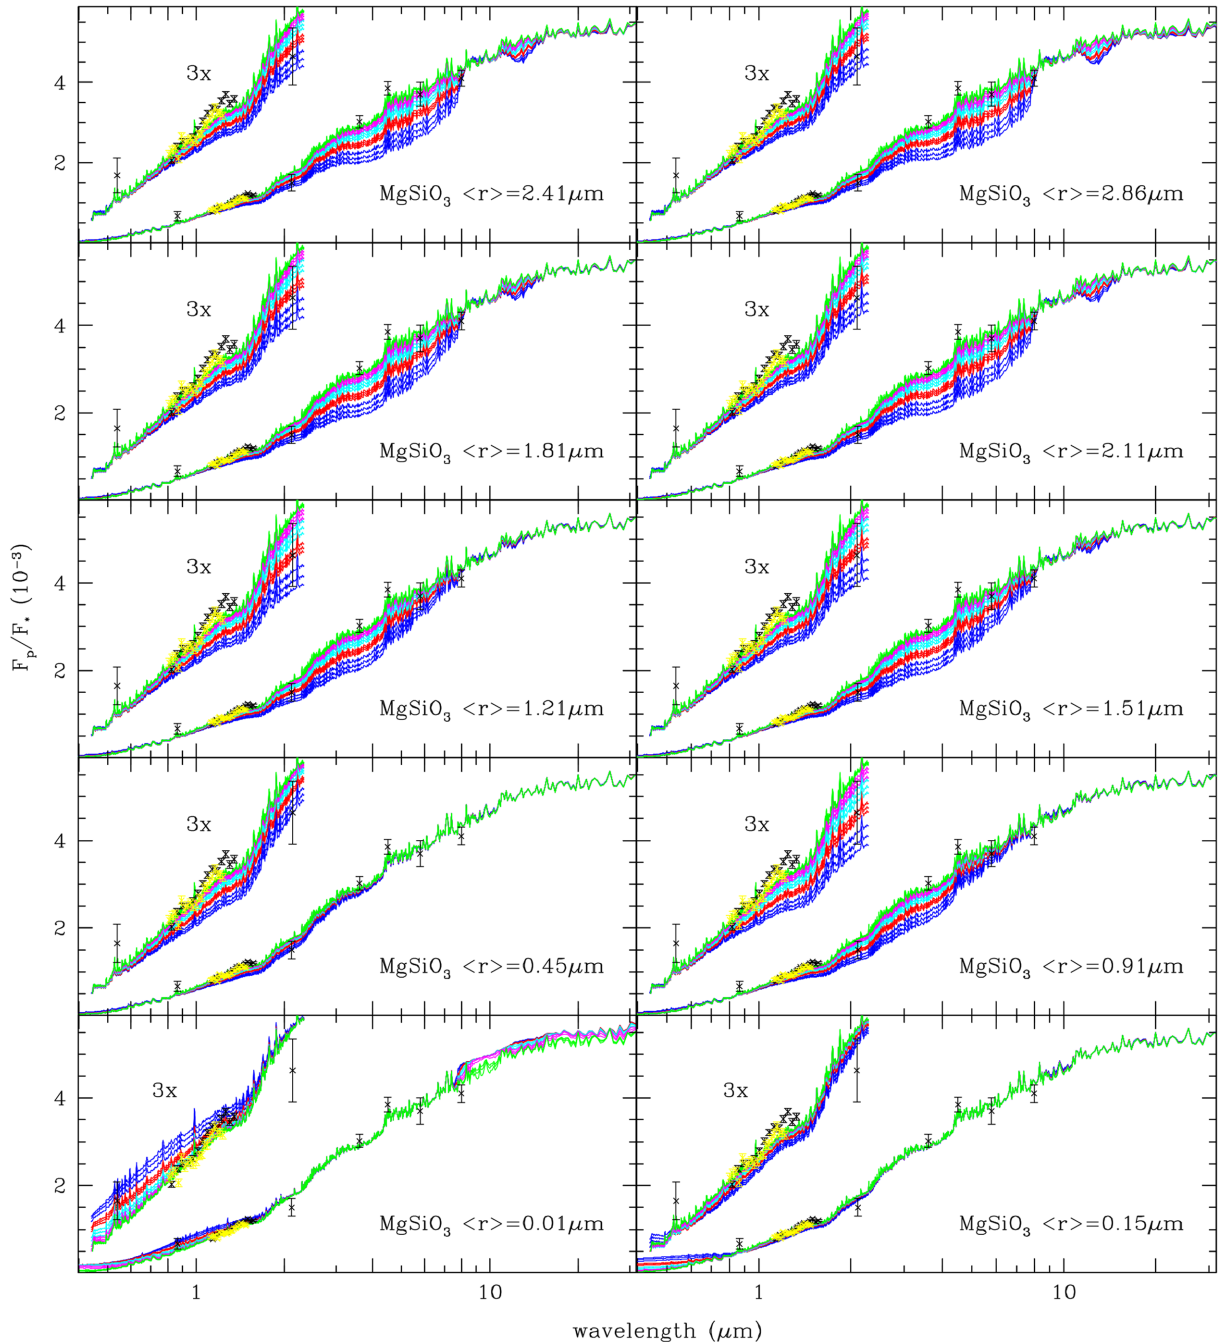 3x
4
2
MgSiO₃ <r>=2.41μm
3x
MgSiO₃ <r>=2.86μm
3x
4
2
MgSiO₃ <r>=1.81μm
3x
MgSiO₃ <r>=2.11μm
3x
4
2
MgSiO₃ <r>=1.21μm
3x
MgSiO₃ <r>=1.51μm
F_p/F_* (10⁻³)
3x
4
2
MgSiO₃ <r>=0.45μm
3x
MgSiO₃ <r>=0.91μm
3x
4
2
MgSiO₃ <r>=0.01μm
3x
MgSiO₃ <r>=0.15μm
1 10 1 10
wavelength (μm)